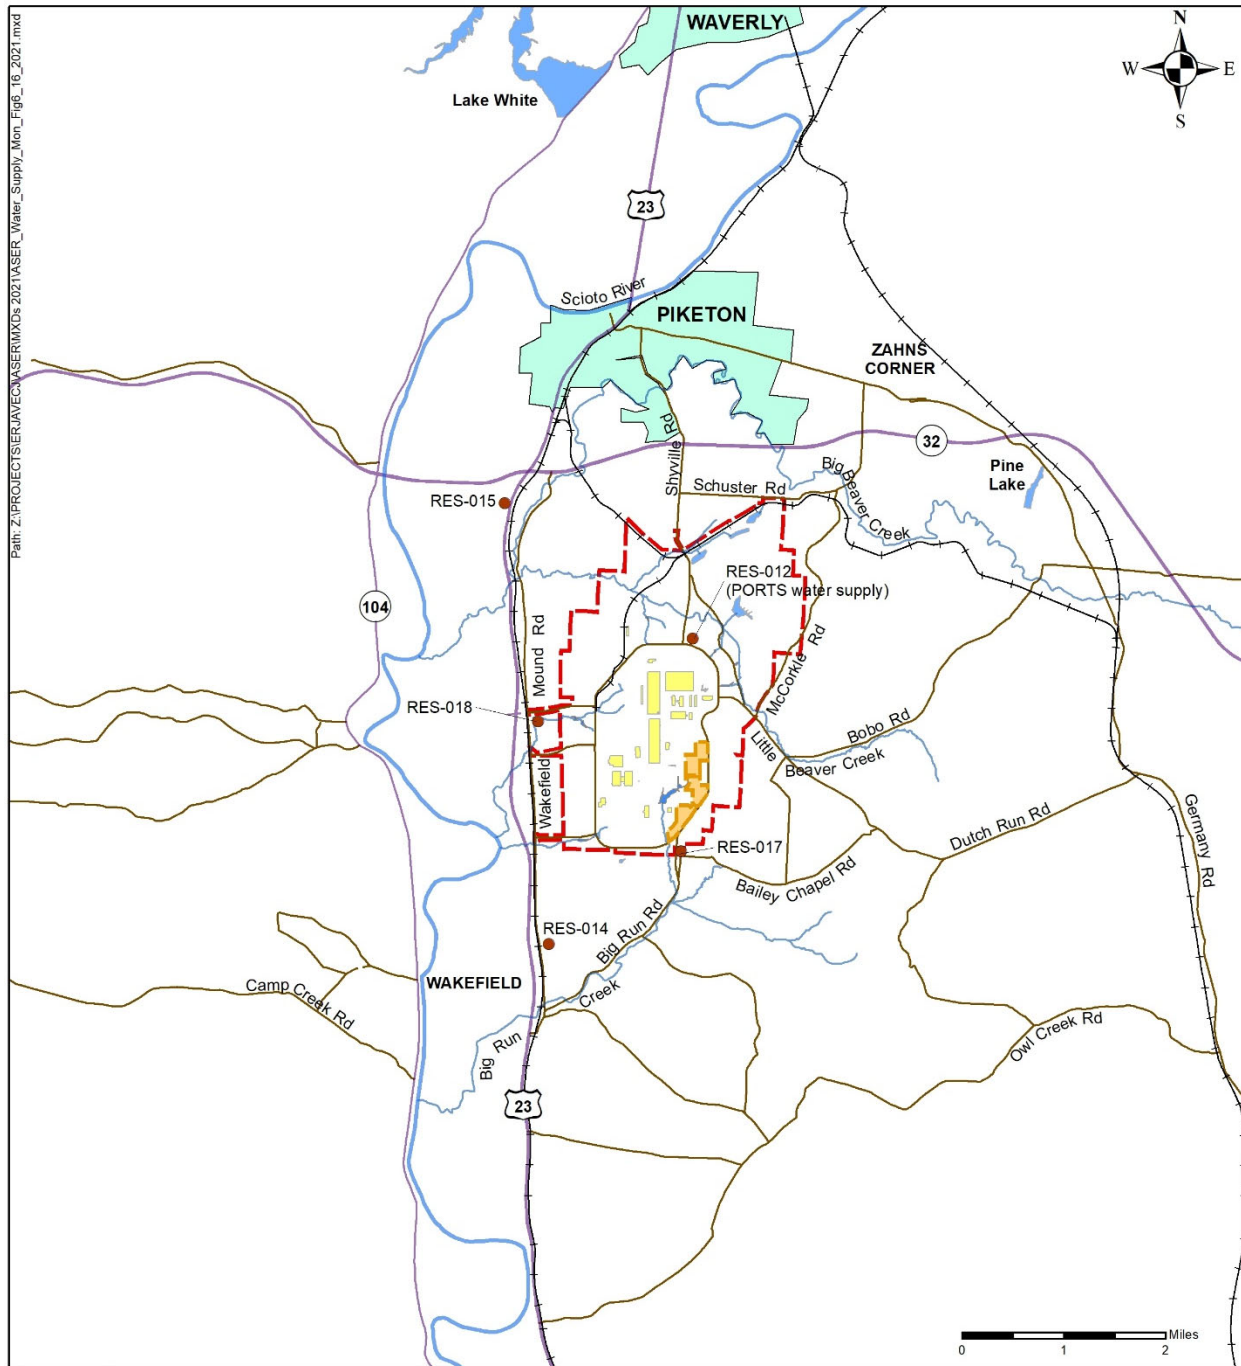 Path: Z:\PROJECTS\ERJAVECJ\ASER\MXDs 2021\ASER_Water_Supply_Mon_Fig6_16_2021.mxd
WAVERLY
N
W
E
S
Lake White
23
Scioto River
PIKETON
ZAHNS
CORNER
32
Shyville Rd
Pine
Lake
Big Beaver Creek
Schuster Rd
RES-015
RES-012
(PORTS water supply)
104
Mound Rd
McCorkle Rd
RES-018
Bobo Rd
Little
Beaver Creek
Wakefield
Germany Rd
Dutch Run Rd
RES-017
Bailey Chapel Rd
RES-014
Big Run Rd
WAKEFIELD
Camp Creek Rd
Big Run Creek
Owl Creek Rd
23
Miles
0
1
2